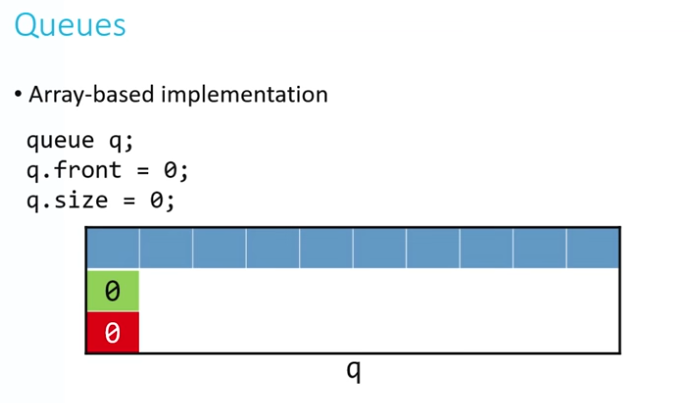 Queues
• Array-based implementation
queue q;
q.front = 0;
q.size = 0;
0
0
q